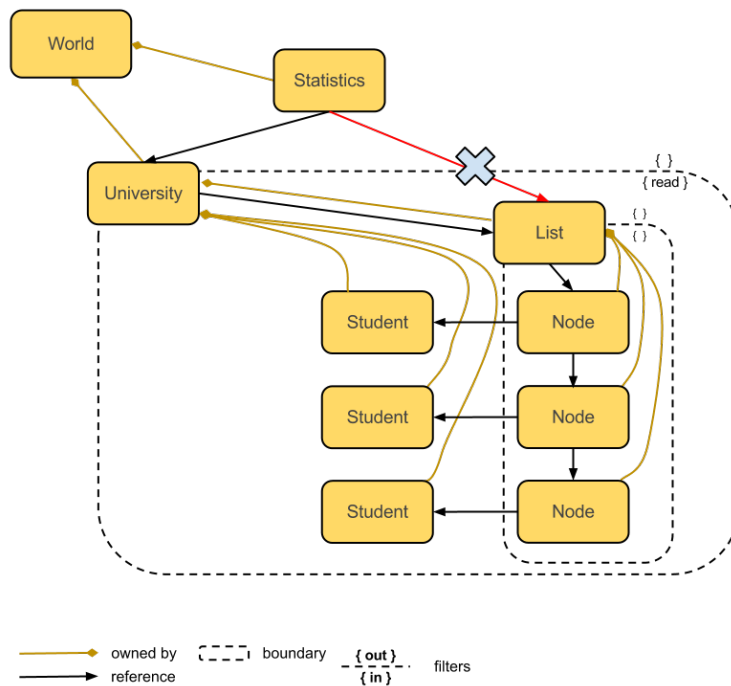 World
Statistics
{ }
{ read }
University
{ }
List
{ }
Student
Node
Student
Node
Student
Node
owned by
boundary
{ out }
filters
reference
{ in }